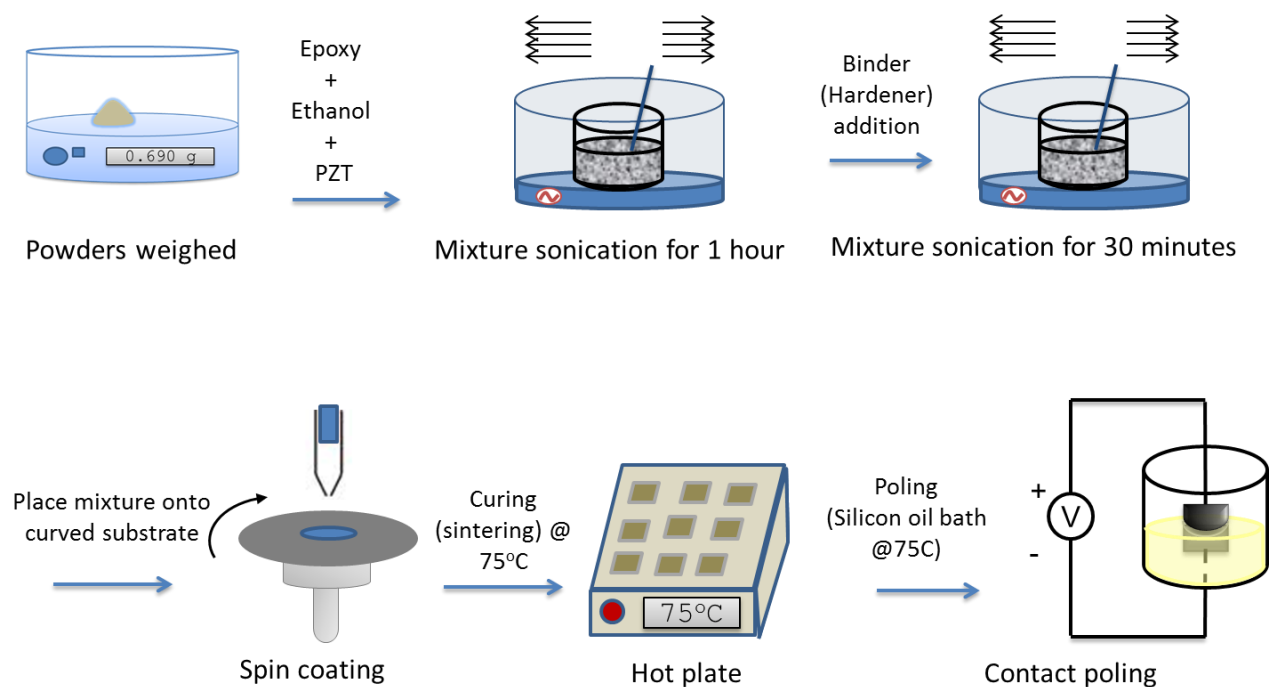 Epoxy
+
Ethanol
+
PZT
0.690 g
Powders weighed
Mixture sonication for 1 hour
Binder
(Hardener)
addition
Mixture sonication for 30 minutes
Place mixture onto
curved substrate
Spin coating
Curing
(sintering) @
75°C
75°C
Hot plate
Poling
(Silicon oil bath
@75C)
+
V
-
Contact poling